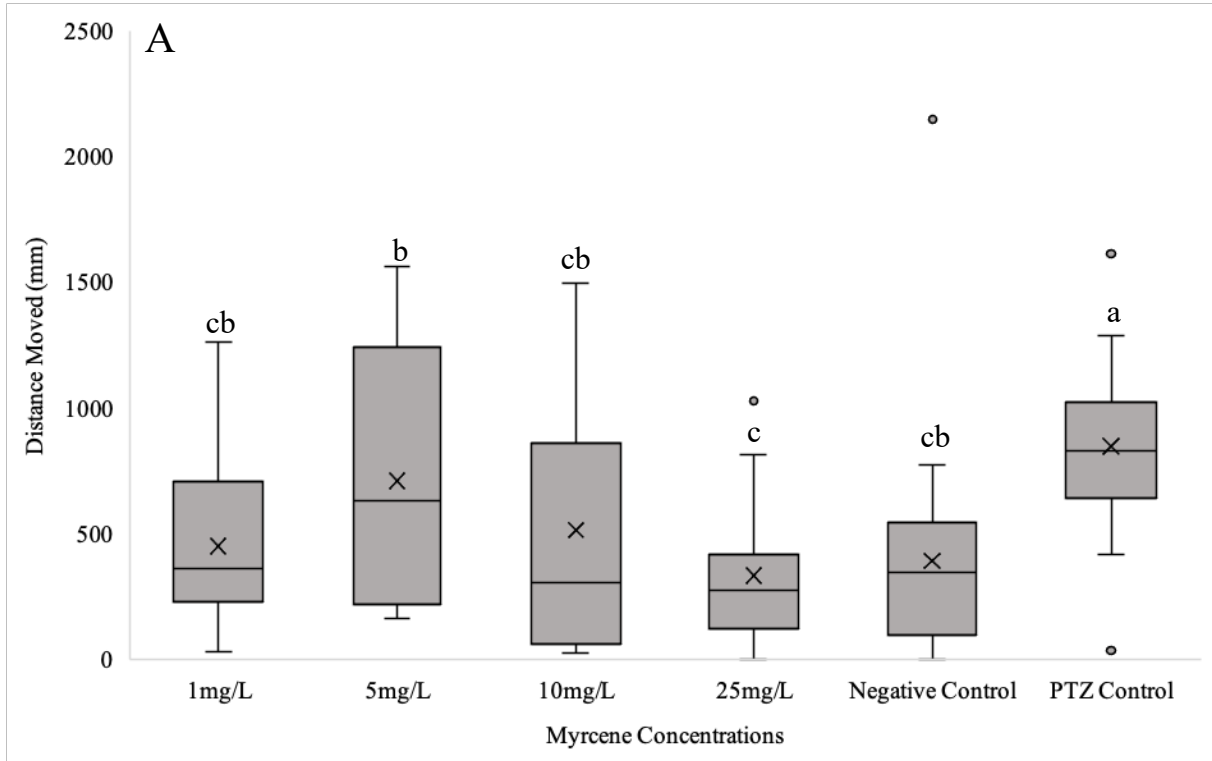 A
2500
2000
1500
1000
500
0
Distance Moved (mm)
cb
b
cb
c
cb
a
1mg/L 5mg/L 10mg/L 25mg/L Negative Control PTZ Control
Myrcene Concentrations